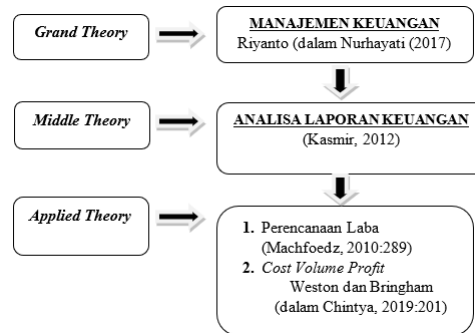 Grand Theory
MANAJEMEN KEUANGAN
Riyanto (dalam Nurhayati (2017)
Middle Theory
ANALISA LAPORAN KEUANGAN
(Kasmir, 2012)
Applied Theory
1. Perencanaan Laba
(Machfoedz, 2010:289)
2. Cost Volume Profit
Weston dan Bringham
(dalam Chintya, 2019:201)